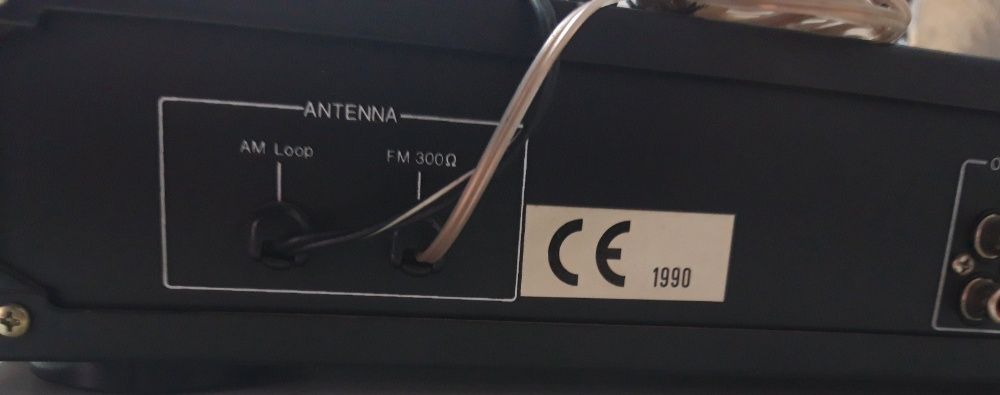 ANTENNA
AM Loop
FM 300Ω
CE 1990